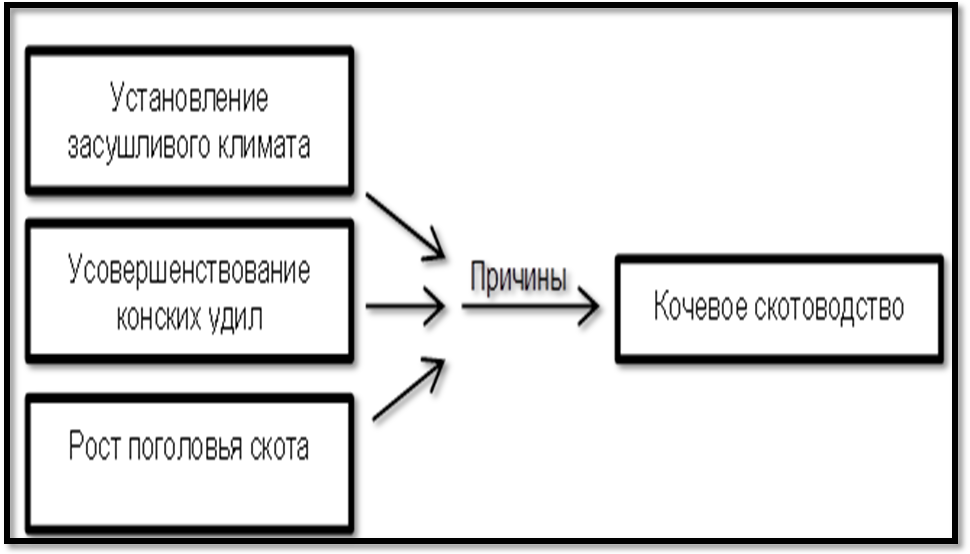 Установление
засушливого климата
Усовершенствование
конских удил
Рост поголовья скота
Причины
Кочевое скотоводство